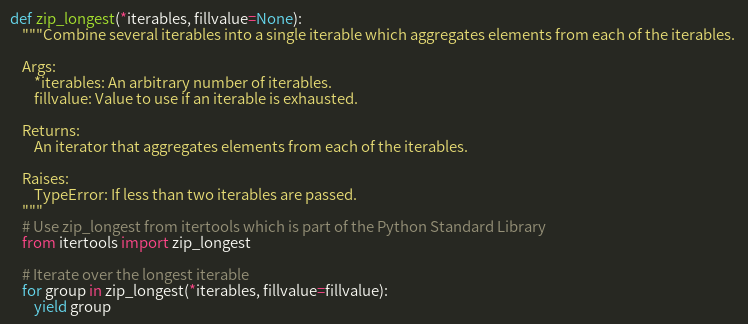 def zip_longest(*iterables, fillvalue=None):
    """Combine several iterables into a single iterable which aggregates elements from each of the iterables.

    Args:
        *iterables: An arbitrary number of iterables.
        fillvalue: Value to use if an iterable is exhausted.

    Returns:
        An iterator that aggregates elements from each of the iterables.

    Raises:
        TypeError: If less than two iterables are passed.
    """
    # Use zip_longest from itertools which is part of the Python Standard Library
    from itertools import zip_longest

    # Iterate over the longest iterable
    for group in zip_longest(*iterables, fillvalue=fillvalue):
        yield group